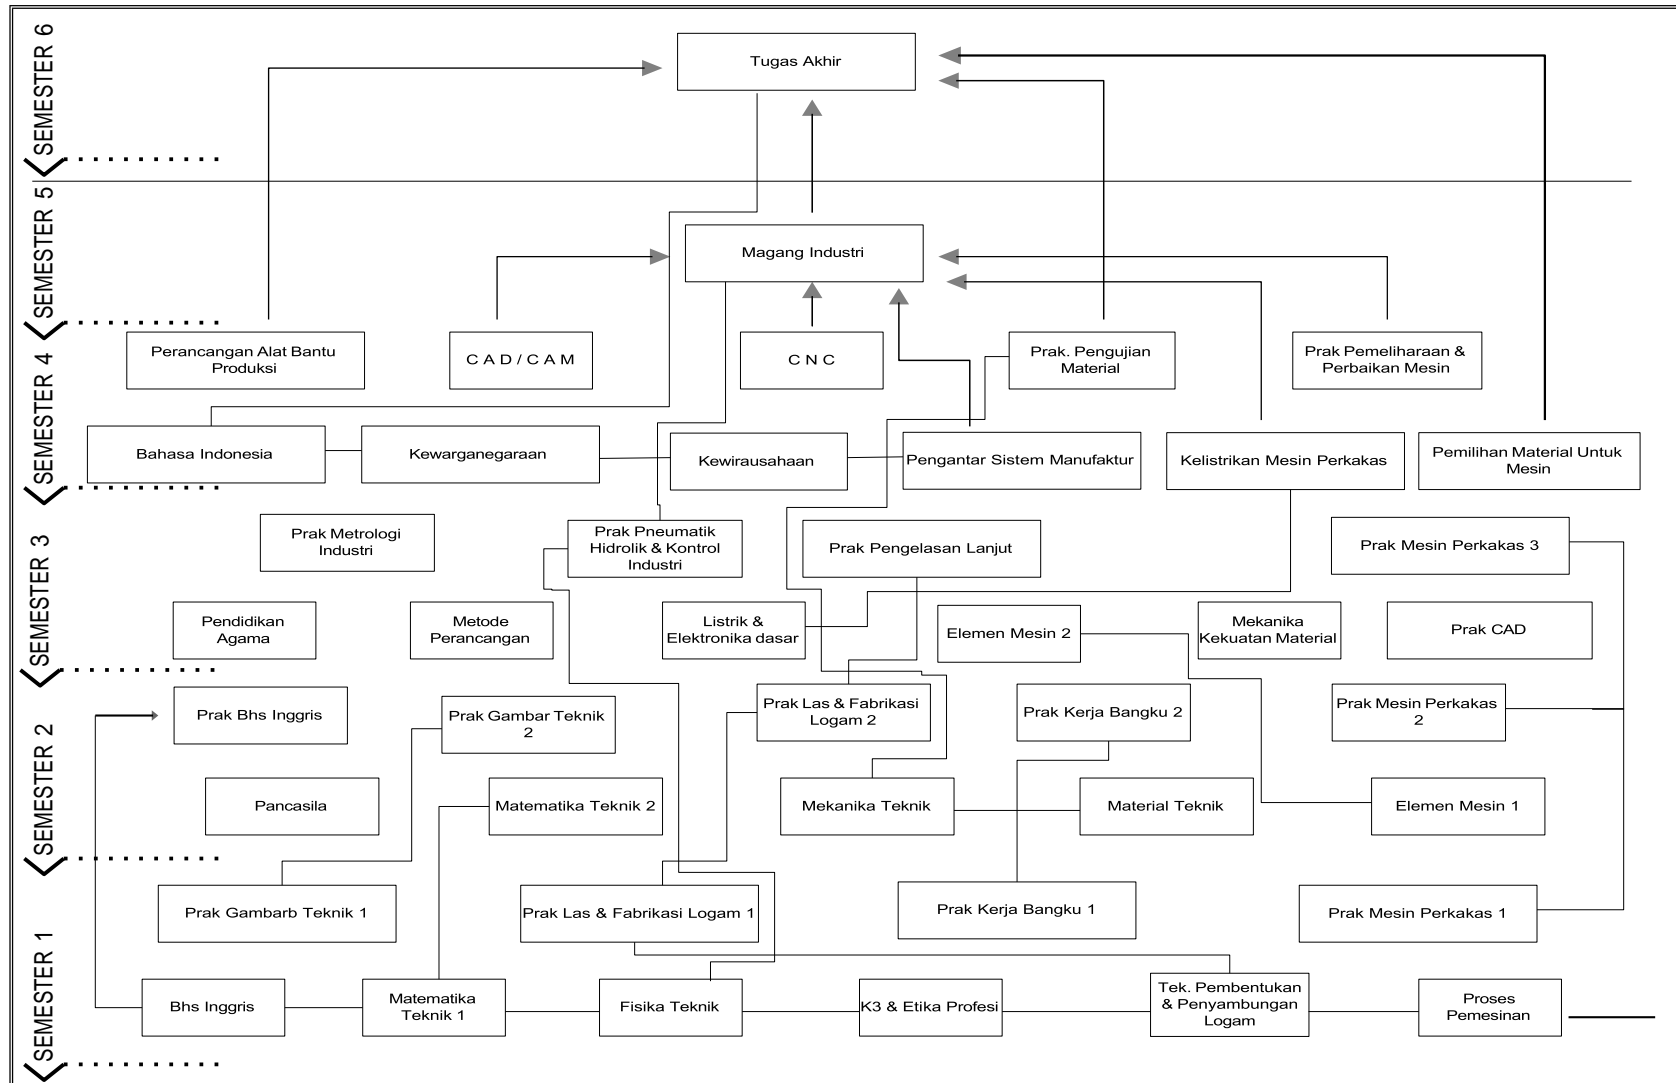 SEMESTER 6
Tugas Akhir
SEMESTER 5
Magang Industri
SEMESTER 4
Perancangan Alat Bantu
Produksi
C A D / C A M
C N C
Prak. Pengujian
Material
Prak Pemeliharaan &
Perbaikan Mesin
Bahasa Indonesia
Kewarganegaraan
Kewirausahaan
Pengantar Sistem Manufaktur
Kelistrikan Mesin Perkakas
Pemilihan Material Untuk
Mesin
SEMESTER 3
Prak Metrologi
Industri
Prak Pneumatik
Hidrolik & Kontrol
Industri
Prak Pengelasan Lanjut
Prak Mesin Perkakas 3
Pendidikan
Agama
Metode
Perancangan
Listrik &
Elektronika dasar
Elemen Mesin 2
Mekanika
Kekuatan Material
Prak CAD
SEMESTER 2
Prak Bhs Inggris
Prak Gambar Teknik
2
Prak Las & Fabrikasi
Logam 2
Prak Kerja Bangku 2
Prak Mesin Perkakas
2
Pancasila
Matematika Teknik 2
Mekanika Teknik
Material Teknik
Elemen Mesin 1
SEMESTER 1
Prak Gambarb Teknik 1
Prak Las & Fabrikasi Logam 1
Prak Kerja Bangku 1
Prak Mesin Perkakas 1
Bhs Inggris
Matematika
Teknik 1
Fisika Teknik
K3 & Etika Profesi
Tek. Pembentukan
& Penyambungan
Logam
Proses
Pemesinan